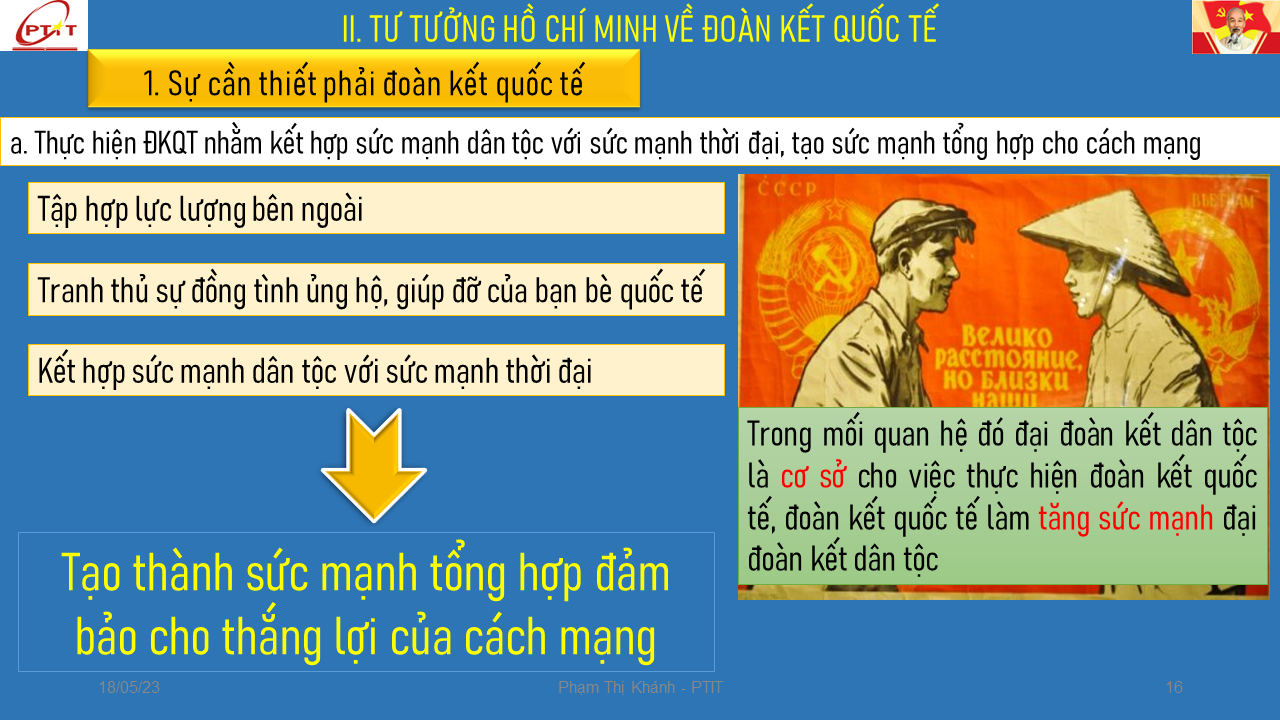 PTIT
II. TƯ TƯỞNG HỒ CHÍ MINH VỀ ĐOÀN KẾT QUỐC TẾ
1. Sự cần thiết phải đoàn kết quốc tế
a. Thực hiện ĐKQT nhằm kết hợp sức mạnh dân tộc với sức mạnh thời đại, tạo sức mạnh tổng hợp cho cách mạng
Tập hợp lực lượng bên ngoài
Tranh thủ sự đồng tình ủng hộ, giúp đỡ của bạn bè quốc tế
Kết hợp sức mạnh dân tộc với sức mạnh thời đại
Tạo thành sức mạnh tổng hợp đảm
bảo cho thắng lợi của cách mạng
СССР
ВЬЕТНАМ
Велико
расстояние,
но близки
наши
Trong mối quan hệ đó đại đoàn kết dân tộc
là cơ sở cho việc thực hiện đoàn kết quốc
tế, đoàn kết quốc tế làm tăng sức mạnh đại
đoàn kết dân tộc
18/05/23
Phạm Thị Khánh - PTIT
16